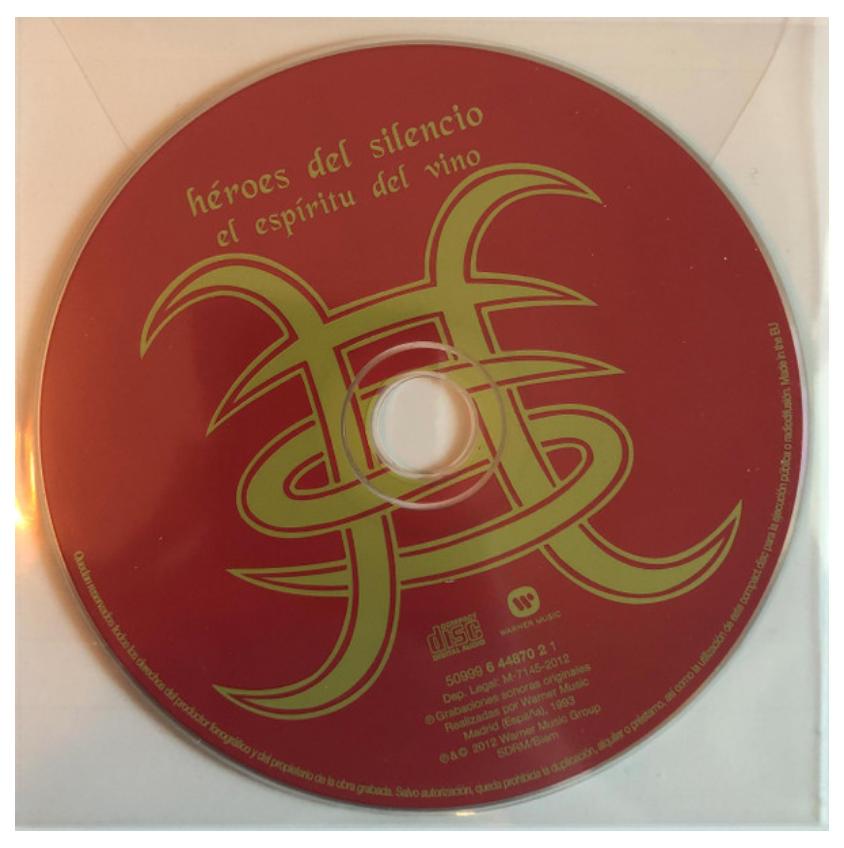 héroes del silencio
el espíritu del vino
COMPACT
disc
DIGITAL AUDIO
WARNER MUSIC
50999 6 44870 2 1
Dep. Legal: M-7145-2012
℗ Grabaciones sonoras originales
Realizadas por Warner Music
Madrid (España), 1993
℗ & © 2012 Warner Music Group
SDRM/Biem
Quedan reservados todos los derechos del productor fonográfico y del propietario de la obra grabada. Salvo autorización, queda prohibida la duplicación, alquiler o préstamo, así como la utilización de este compact disc para la ejecución pública o radiodifusión. Made in the EU